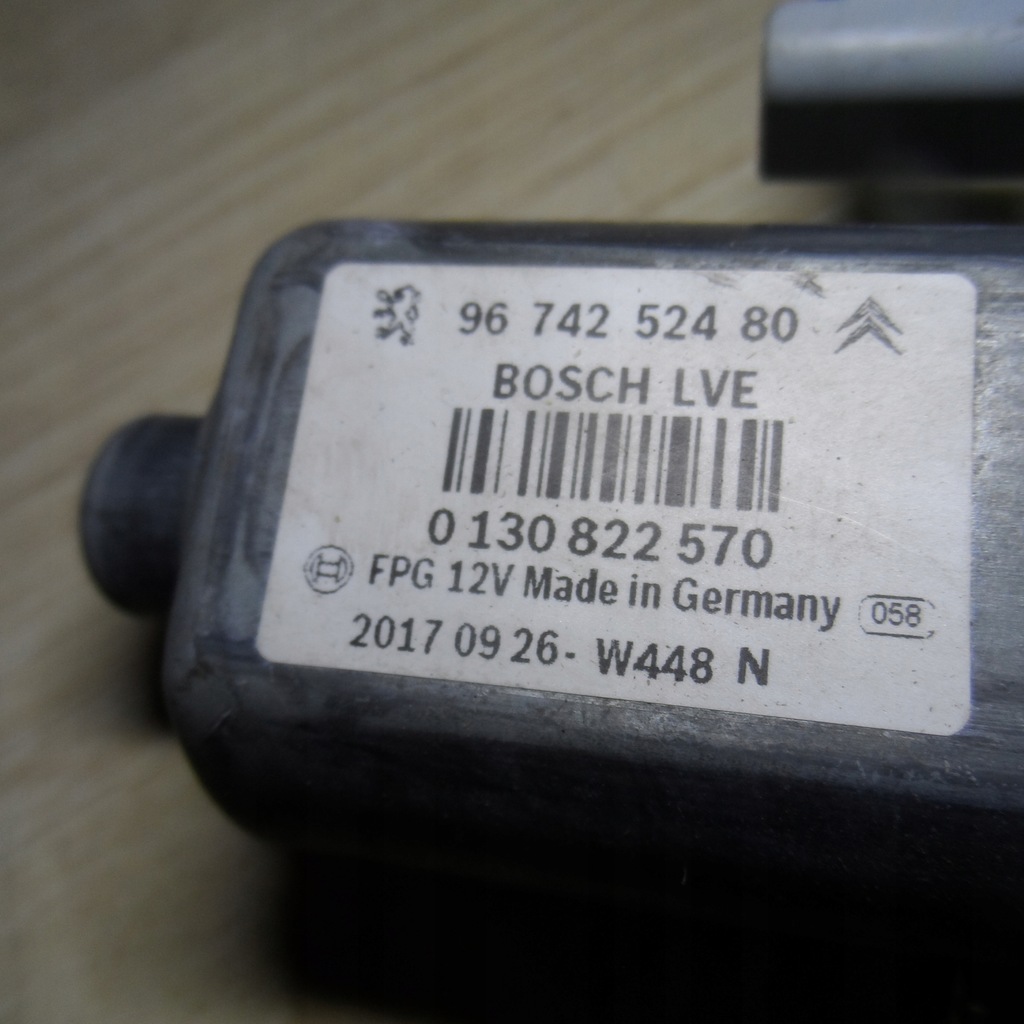 96 742 524 80
BOSCH LVE
0 130 822 570
FPG 12V Made in Germany 058
2017 09 26- W448 N